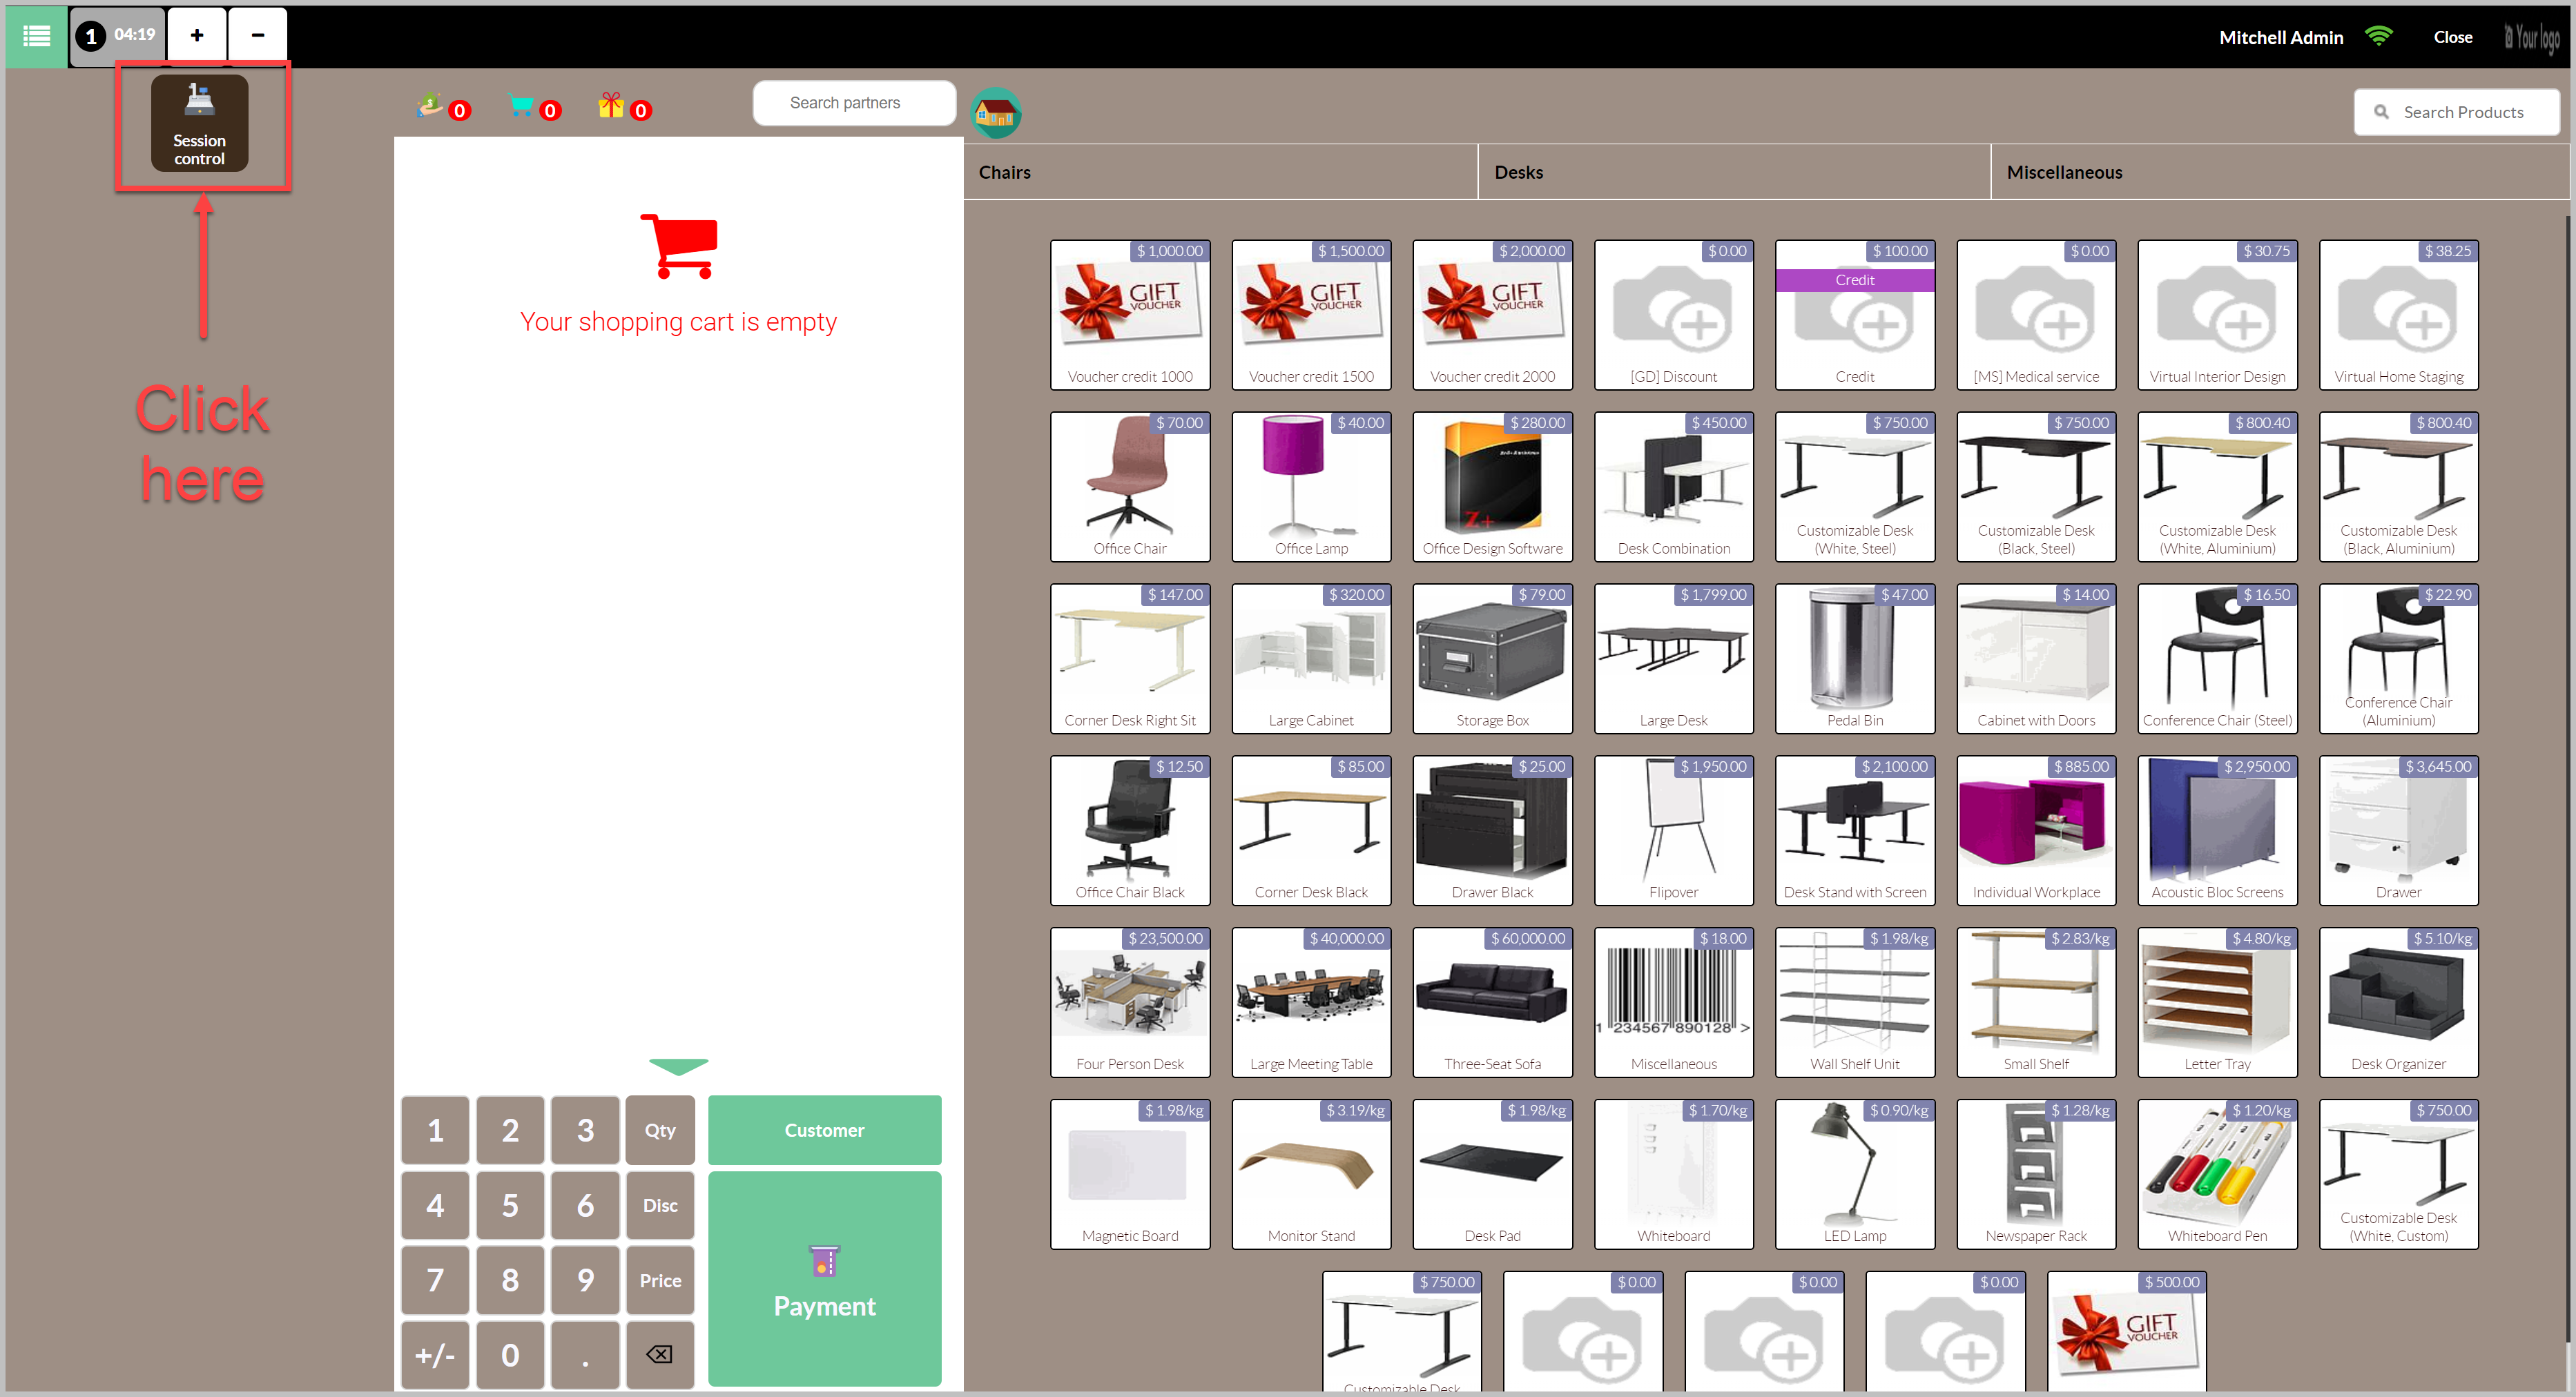 1 04:19 + −
Mitchell Admin
Close
Your logo
Session
control
Click
here
0
0
0
Search partners
Search Products
Chairs
Desks
Miscellaneous
Your shopping cart is empty
$ 1,000.00
GIFT
VOUCHER
Voucher credit 1000
$ 1,500.00
GIFT
VOUCHER
Voucher credit 1500
$ 2,000.00
GIFT
VOUCHER
Voucher credit 2000
$ 0.00
[GD] Discount
$ 100.00
Credit
Credit
$ 0.00
[MS] Medical service
$ 30.75
Virtual Interior Design
$ 38.25
Virtual Home Staging
$ 70.00
Office Chair
$ 40.00
Office Lamp
$ 280.00
Z+
Office Design Software
$ 450.00
Desk Combination
$ 750.00
Customizable Desk
(White, Steel)
$ 750.00
Customizable Desk
(Black, Steel)
$ 800.40
Customizable Desk
(White, Aluminium)
$ 800.40
Customizable Desk
(Black, Aluminium)
$ 147.00
Corner Desk Right Sit
$ 320.00
Large Cabinet
$ 79.00
Storage Box
$ 1,799.00
Large Desk
$ 47.00
Pedal Bin
$ 14.00
Cabinet with Doors
$ 16.50
Conference Chair (Steel)
$ 22.90
Conference Chair
(Aluminium)
$ 12.50
Office Chair Black
$ 85.00
Corner Desk Black
$ 25.00
Drawer Black
$ 1,950.00
Flipover
$ 2,100.00
Desk Stand with Screen
$ 885.00
Individual Workplace
$ 2,950.00
Acoustic Bloc Screens
$ 3,645.00
Drawer
$ 23,500.00
Four Person Desk
$ 40,000.00
Large Meeting Table
$ 60,000.00
Three-Seat Sofa
$ 18.00
1 234567 890128 >
Miscellaneous
$ 1.98/kg
Wall Shelf Unit
$ 2.83/kg
Small Shelf
$ 4.80/kg
Letter Tray
$ 5.10/kg
Desk Organizer
$ 1.98/kg
Magnetic Board
$ 3.19/kg
Monitor Stand
$ 1.98/kg
Desk Pad
$ 1.70/kg
Whiteboard
$ 0.90/kg
LED Lamp
$ 1.28/kg
Newspaper Rack
$ 1.20/kg
Whiteboard Pen
$ 750.00
Customizable Desk
(White, Custom)
$ 750.00
Customizable Desk
$ 0.00
$ 0.00
$ 0.00
$ 500.00
GIFT
VOUCHER
1 2 3 Qty
4 5 6 Disc
7 8 9 Price
+/- 0 .
Customer
Payment